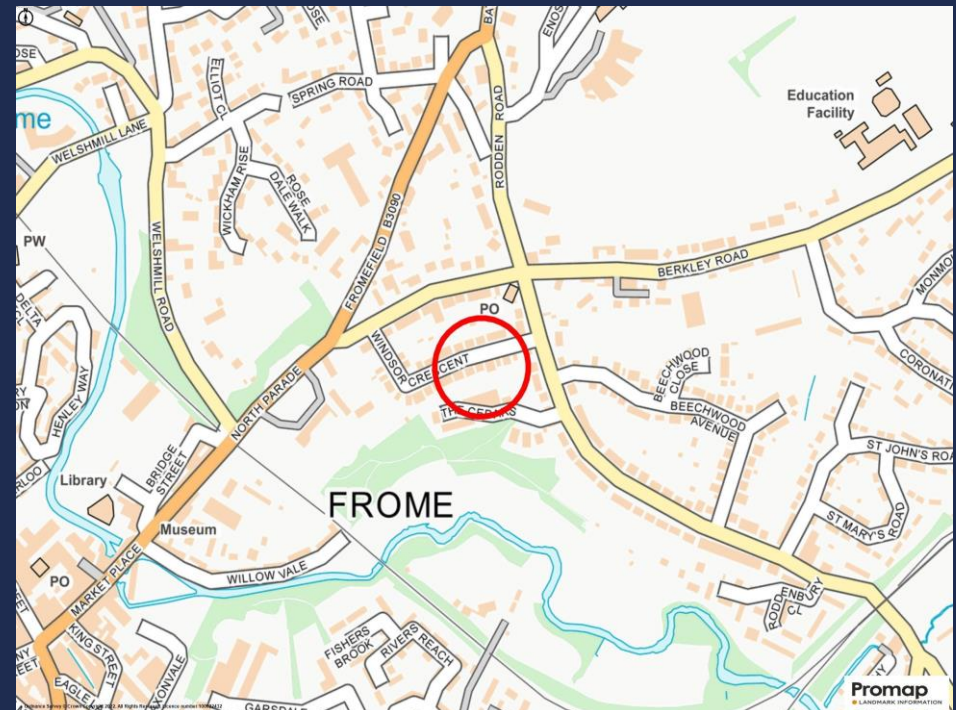 ELLIOT CL
SPRING ROAD
RODDEN ROAD
Education
Facility
WELSHMILL LANE
WICKHAM RISE
ROSE
DALE WALK
PW
WELSHMILL ROAD
FROMEFIELD B3090
BERKLEY ROAD
DELTA
CL
PO
WINDSOR
CRESCENT
HENLEY WAY
NORTH PARADE
BEECHWOOD
CLOSE
THE CEDARS
BEECHWOOD
AVENUE
ST JOHN'S
BRIDGE
STREET
Library
FROME
ST MARY'S
ROAD
Museum
PO
MARKET PLACE
WILLOW VALE
KING STREET
FISHERS
BROOK
RIVERS
REACH
EAGLE
Promap
LANDMARK INFORMATION